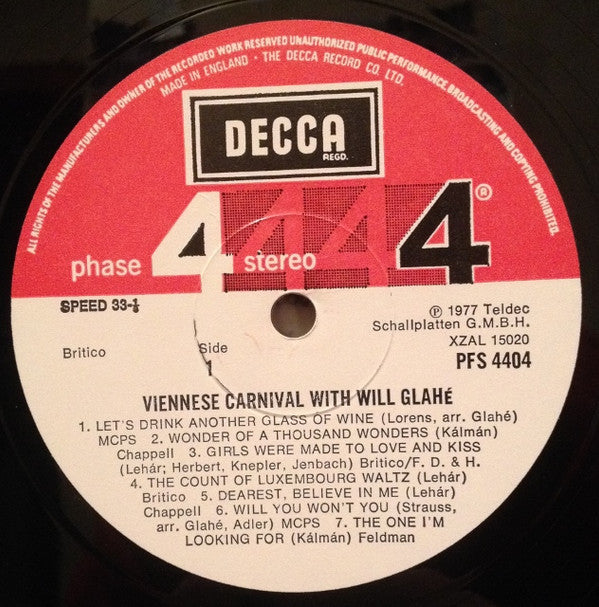 ALL RIGHTS OF THE MANUFACTURERS AND OWNER OF THE RECORDED WORK RESERVED UNAUTHORIZED PUBLIC PERFORMANCE, BROADCASTING AND COPYING PROHIBITED.
MADE IN ENGLAND · THE DECCA RECORD CO. LTD.
DECCA
REGD.
phase 4 stereo 4 4 4 ®
SPEED 33-⅓
℗ 1977 Teldec
Schallplatten G.M.B.H.
XZAL 15020
Britico
Side
1
PFS 4404
VIENNESE CARNIVAL WITH WILL GLAHé
1. LET'S DRINK ANOTHER GLASS OF WINE (Lorens, arr. Glahé)
MCPS 2. WONDER OF A THOUSAND WONDERS (Kálmán)
Chappell 3. GIRLS WERE MADE TO LOVE AND KISS
(Lehár; Herbert, Knepler, Jenbach) Britico/F. D. & H.
4. THE COUNT OF LUXEMBOURG WALTZ (Lehár)
Britico 5. DEAREST, BELIEVE IN ME (Lehár)
Chappell 6. WILL YOU WON'T YOU (Strauss,
arr. Glahé, Adler) MCPS 7. THE ONE I'M
LOOKING FOR (Kálmán) Feldman